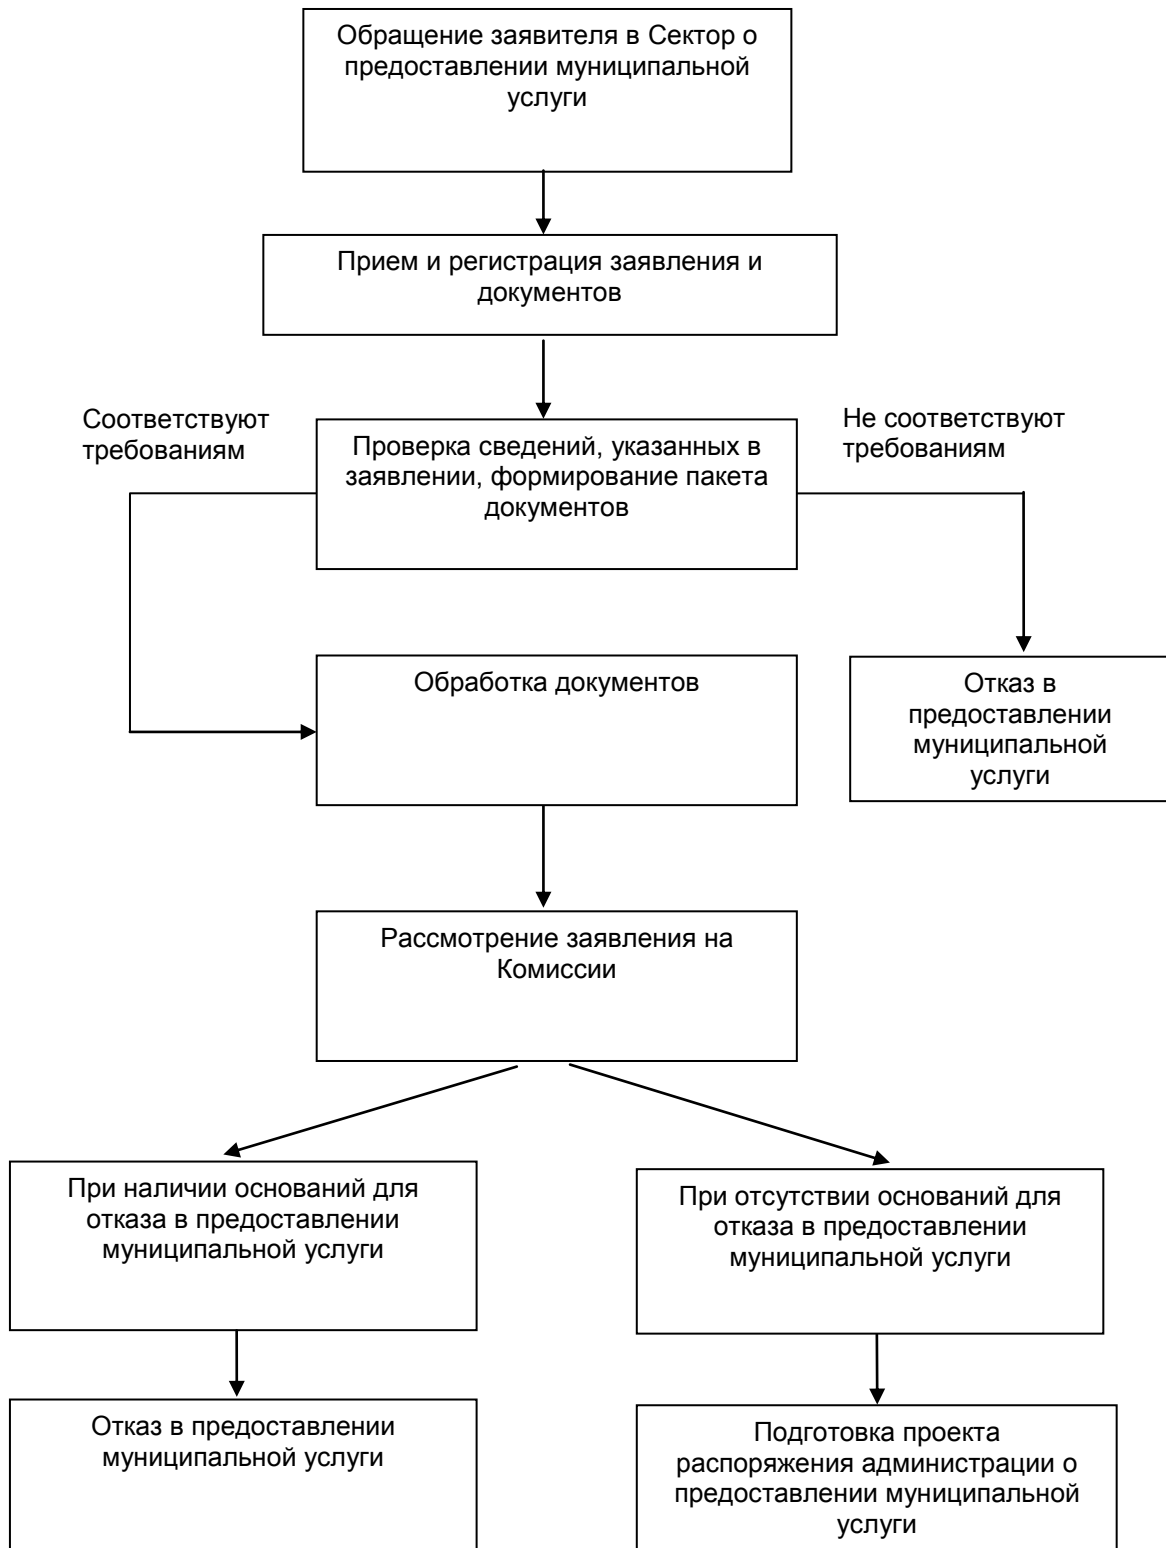 Обращение заявителя в Сектор о
предоставлении муниципальной
услуги
Прием и регистрация заявления и
документов
Соответствуют
требованиям
Не соответствуют
требованиям
Проверка сведений, указанных в
заявлении, формирование пакета
документов
Обработка документов
Отказ в
предоставлении
муниципальной
услуги
Рассмотрение заявления на
Комиссии
При наличии оснований для
отказа в предоставлении
муниципальной услуги
При отсутствии оснований для
отказа в предоставлении
муниципальной услуги
Отказ в предоставлении
муниципальной услуги
Подготовка проекта
распоряжения администрации о
предоставлении муниципальной
услуги